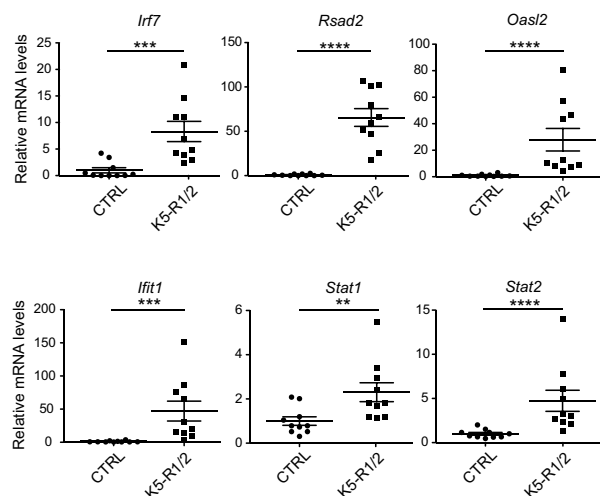 Irf7
Rsad2
Oasl2
***
****
****
Relative mRNA levels
25
20
15
10
5
0
150
100
50
0
100
80
60
40
20
0
CTRL
K5-R1/2
CTRL
K5-R1/2
CTRL
K5-R1/2
Ifit1
Stat1
Stat2
***
**
****
Relative mRNA levels
200
150
100
50
0
6
4
2
0
15
10
5
0
CTRL
K5-R1/2
CTRL
K5-R1/2
CTRL
K5-R1/2